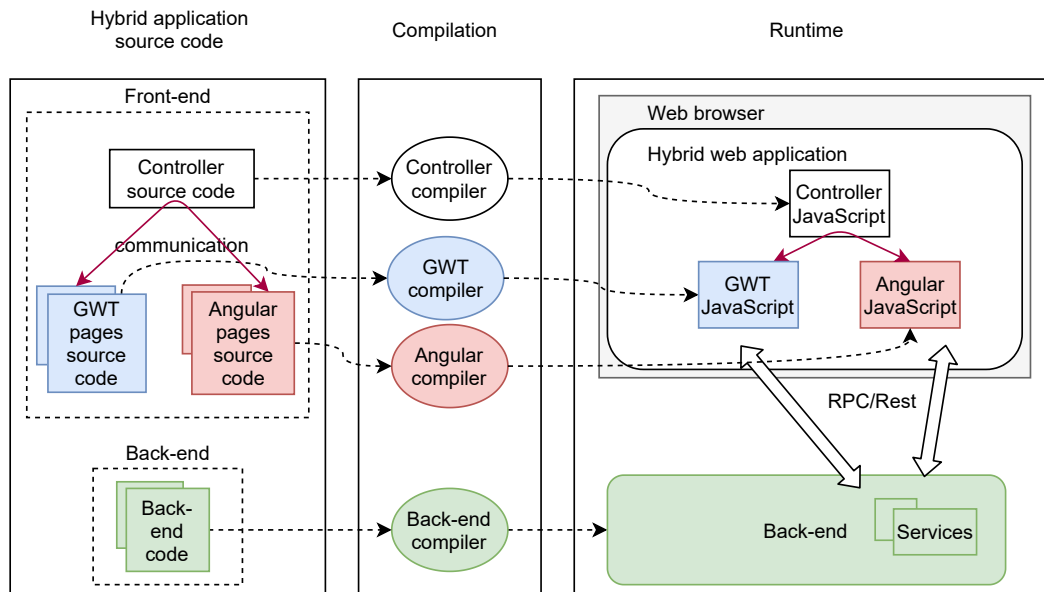 Hybrid application
source code
Compilation
Runtime
Front-end
Controller
source code
communication
GWT
pages
source
code
Angular
pages
source
code
Back-end
Back-
end
code
Controller
compiler
GWT
compiler
Angular
compiler
Back-end
compiler
Web browser
Hybrid web application
Controller
JavaScript
GWT
JavaScript
Angular
JavaScript
RPC/Rest
Back-end
Services